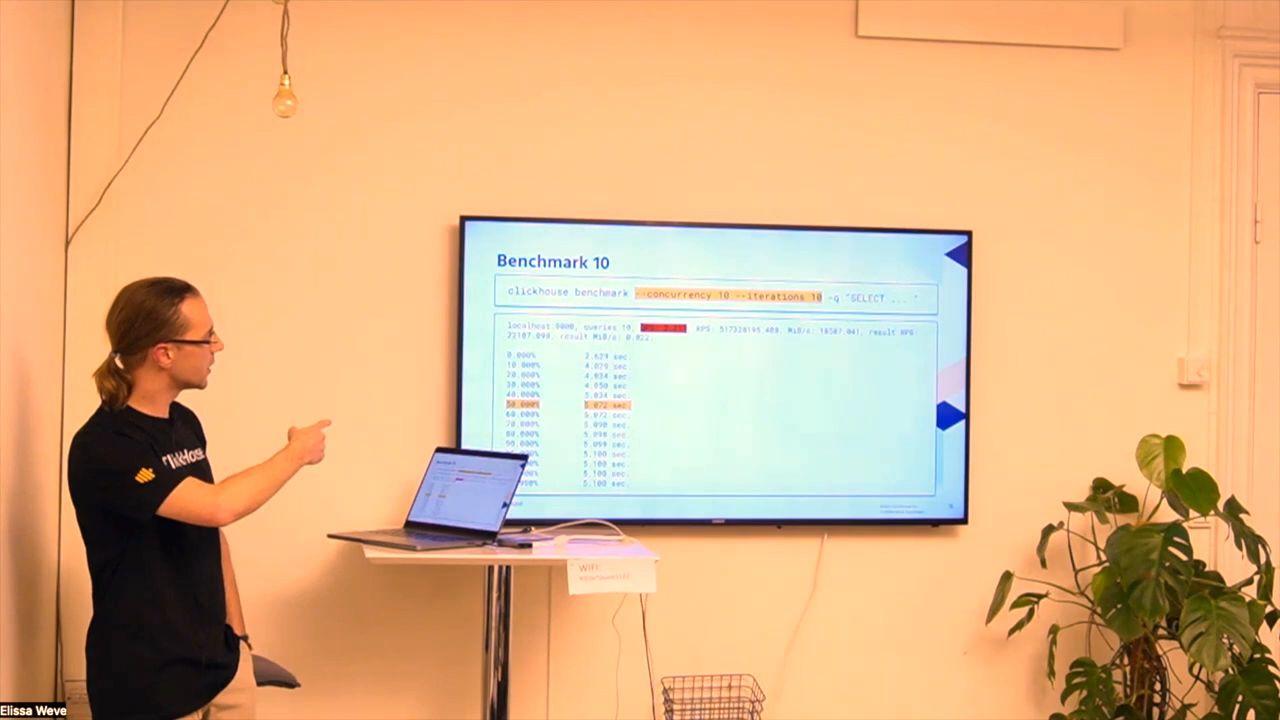 Benchmark 10
clickhouse benchmark --concurrency 10 --iterations 10 -q "SELECT ... "
localhost 9000, queries 10, RPS: 517328195.488, MiB/s: 16587.041, result RPS:
22107.099, result MiB/s: 0.822.
0.000% 3.629 sec.
10.000% 4.029 sec.
20.000% 4.034 sec.
30.000% 4.050 sec.
40.000% 5.034 sec.
50.000% 5.072 sec.
60.000% 5.072 sec.
70.000% 5.090 sec.
80.000% 5.098 sec.
90.000% 5.099 sec.
5.100 sec.
5.100 sec.
5.100 sec.
5.100 sec.
WIFI:
Elissa Weve